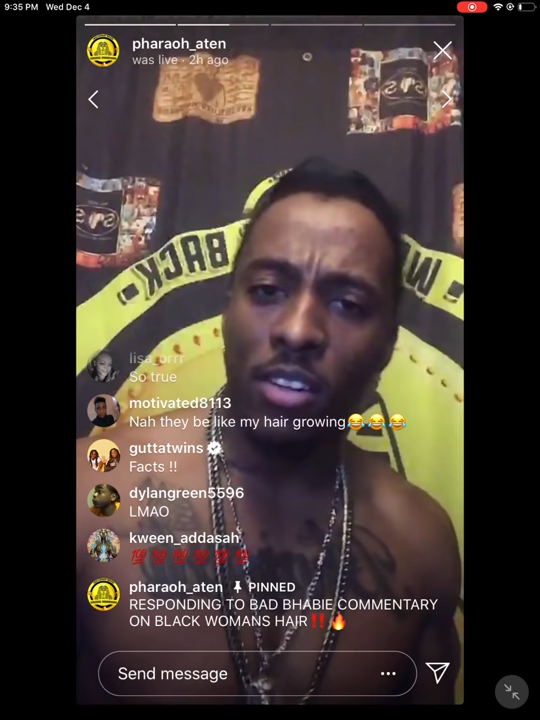 9:35 PM Wed Dec 4
pharaoh_aten
was live · 2h ago
BACK
lisa_orrr
So true
motivated8113
Nah they be like my hair growing😂😂😂
guttatwins
Facts !!
dylangreen5596
LMAO
kween_addasah
💯💯💯💯💯💯
pharaoh_aten PINNED
RESPONDING TO BAD BHABIE COMMENTARY
ON BLACK WOMANS HAIR‼️🔥
Send message